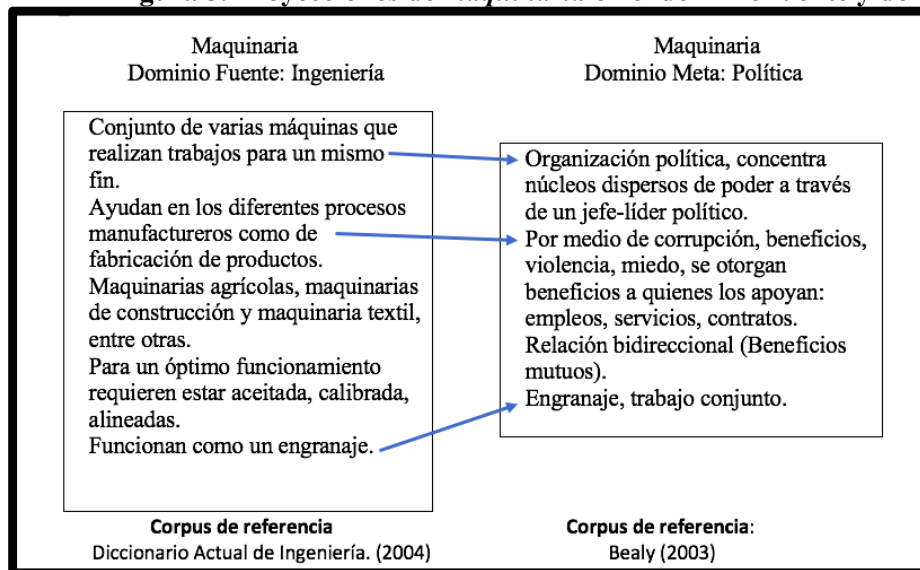 Maquinaria
Dominio Fuente: Ingeniería
Conjunto de varias máquinas que
realizan trabajos para un mismo
fin.
Ayudan en los diferentes procesos
manufactureros como de
fabricación de productos.
Maquinarias agrícolas, maquinarias
de construcción y maquinaria textil,
entre otras.
Para un óptimo funcionamiento
requieren estar aceitada, calibrada,
alineadas.
Funcionan como un engranaje.
Corpus de referencia
Diccionario Actual de Ingeniería. (2004)
Maquinaria
Dominio Meta: Política
Organización política, concentra
núcleos dispersos de poder a través
de un jefe-líder político.
Por medio de corrupción, beneficios,
violencia, miedo, se otorgan
beneficios a quienes los apoyan:
empleos, servicios, contratos.
Relación bidireccional (Beneficios
mutuos).
Engranaje, trabajo conjunto.
Corpus de referencia:
Bealy (2003)